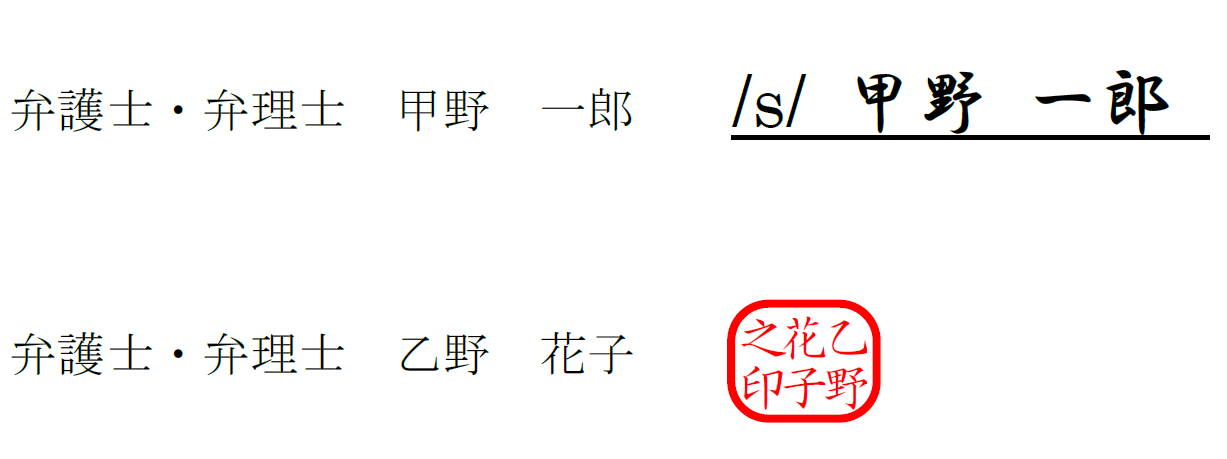 弁護士・弁理士　甲野　一郎　/s/ 甲野　一郎
弁護士・弁理士　乙野　花子
乙野
花子
之印